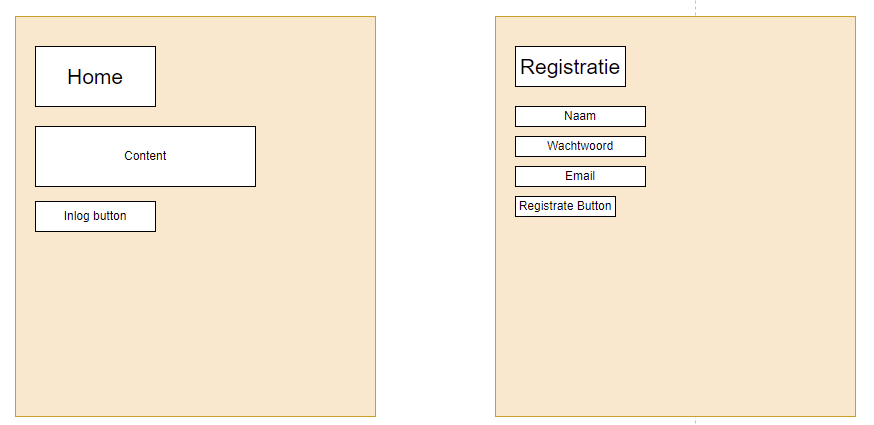 Home
Content
Inlog button
Registratie
Naam
Wachtwoord
Email
Registrate Button